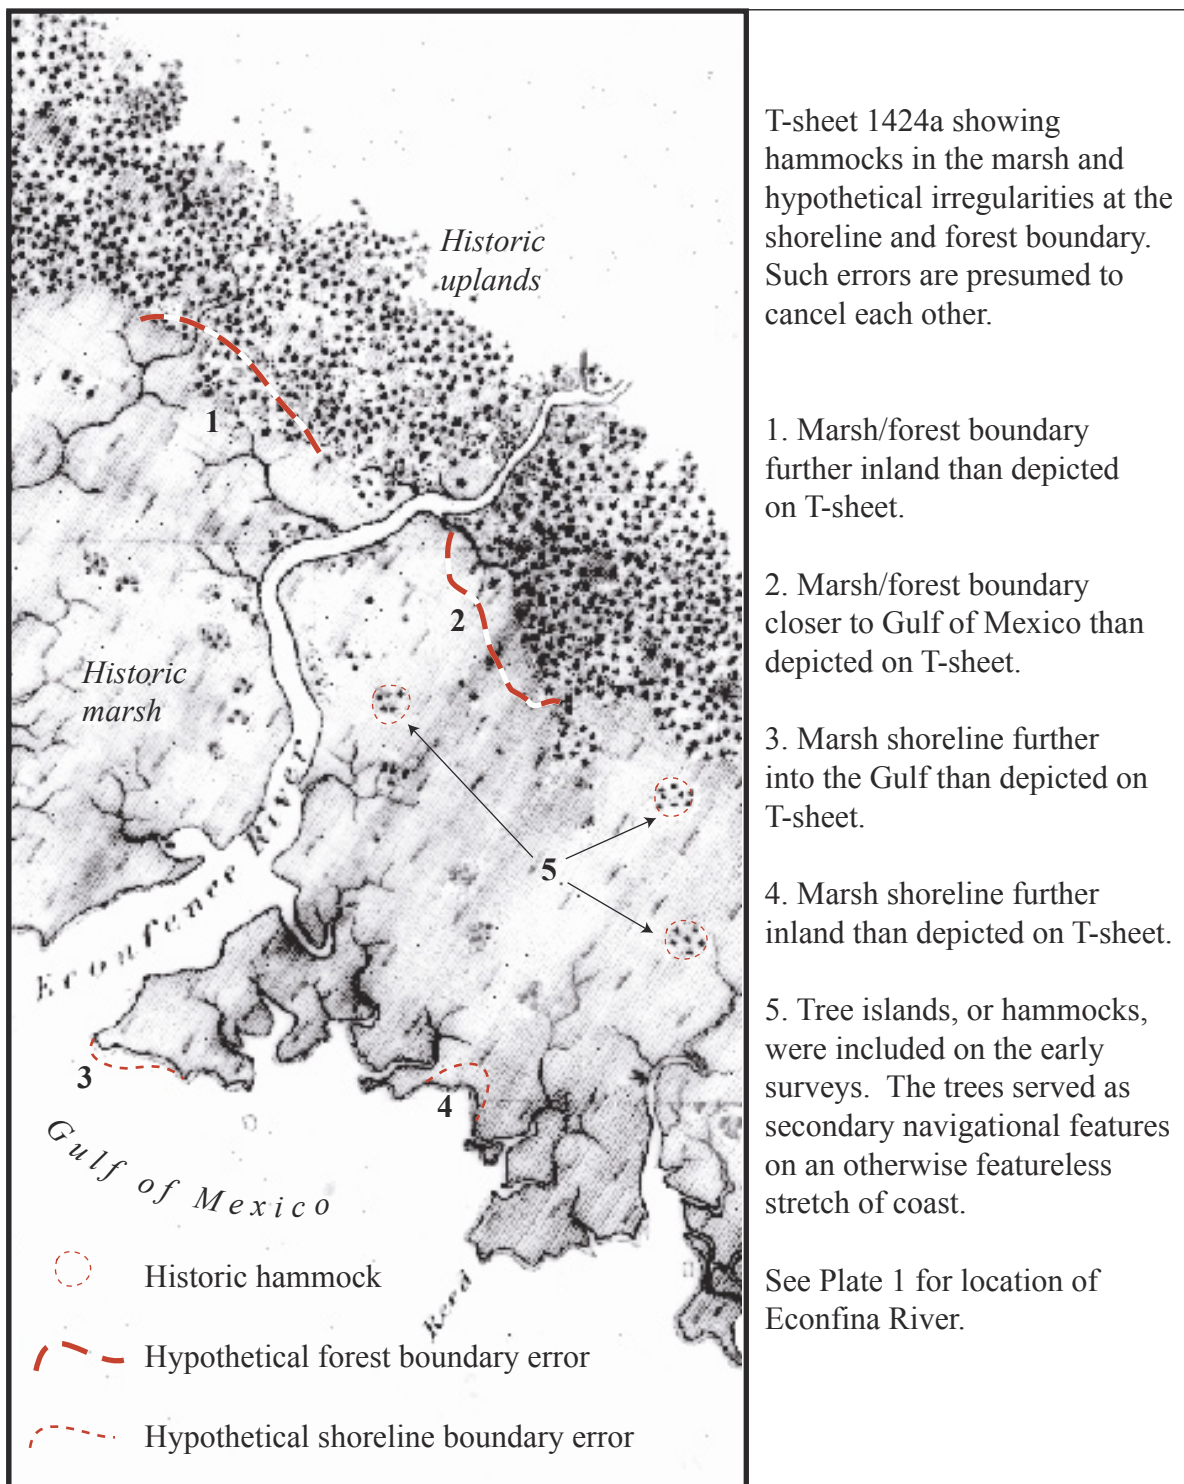 Historic
uplands
1
2
Historic
marsh
5
Econfenee River
3
4
Gulf of Mexico
Historic hammock
Hypothetical forest boundary error
Hypothetical shoreline boundary error
T-sheet 1424a showing
hammocks in the marsh and
hypothetical irregularities at the
shoreline and forest boundary.
Such errors are presumed to
cancel each other.
1. Marsh/forest boundary
further inland than depicted
on T-sheet.
2. Marsh/forest boundary
closer to Gulf of Mexico than
depicted on T-sheet.
3. Marsh shoreline further
into the Gulf than depicted on
T-sheet.
4. Marsh shoreline further
inland than depicted on T-sheet.
5. Tree islands, or hammocks,
were included on the early
surveys. The trees served as
secondary navigational features
on an otherwise featureless
stretch of coast.
See Plate 1 for location of
Econfina River.